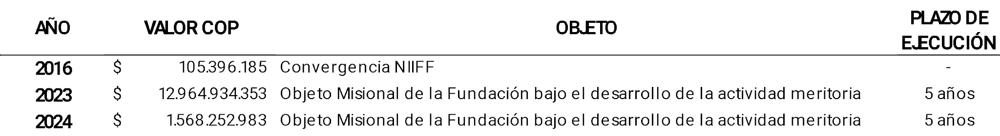 AÑO VALOR COP OBJETO PLAZO DE EJECUCIÓN
2016 $ 105.396.185 Convergencia NIIFF -
2023 $ 12.964.934.353 Objeto Misional de la Fundación bajo el desarrollo de la actividad meritoria 5 años
2024 $ 1.568.252.983 Objeto Misional de la Fundación bajo el desarrollo de la actividad meritoria 5 años